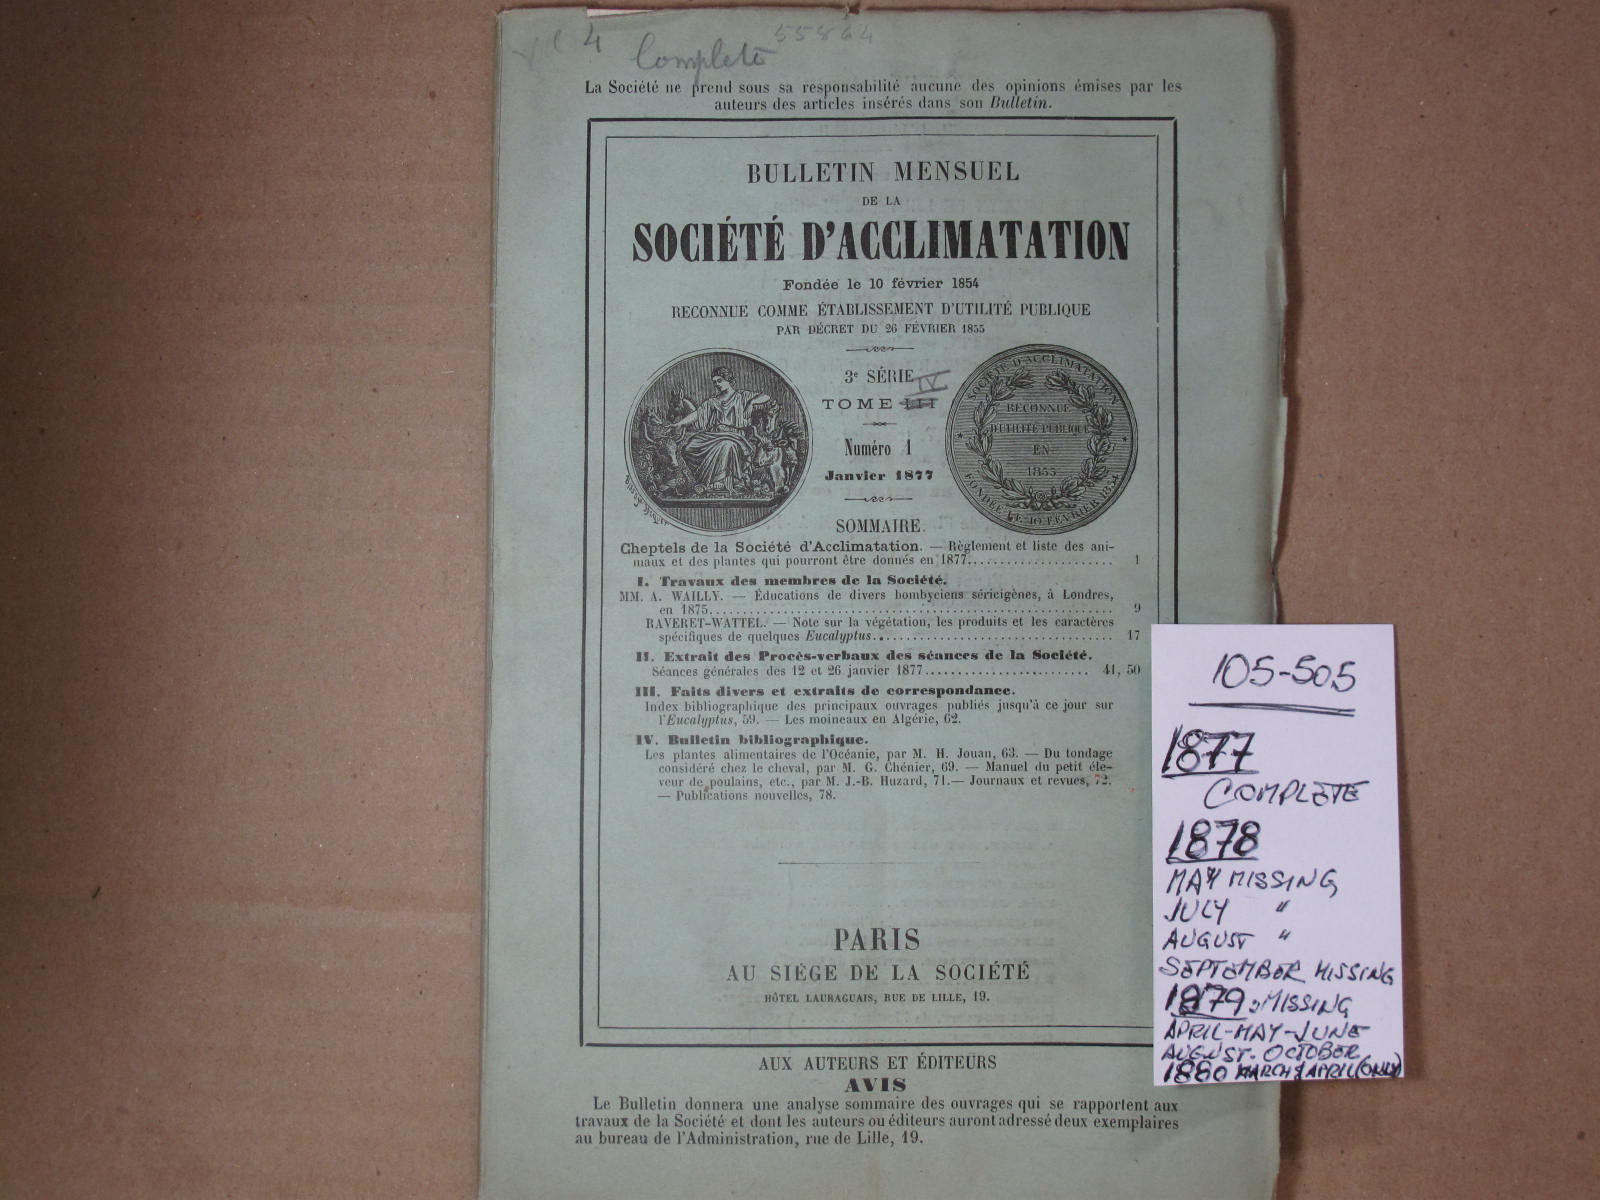 4 Complete 55864
La Société ne prend sous sa responsabilité aucune des opinions émises par les
auteurs des articles insérés dans son Bulletin.
BULLETIN MENSUEL
DE LA
SOCIÉTÉ D'ACCLIMATATION
Fondée le 10 février 1854
RECONNUE COMME ÉTABLISSEMENT D'UTILITÉ PUBLIQUE
PAR DÉCRET DU 26 FÉVRIER 1855
3e SÉRIE
IV
TOME III
Numéro 1
Janvier 1877
SOCIÉTÉ D'ACCLIMATATION
RECONNUE
D'UTILITÉ PUBLIQUE
EN
1855
FONDÉE LE 10 FÉVRIER 1854
SOMMAIRE.
Cheptels de la Société d'Acclimatation. — Règlement et liste des ani-
maux et des plantes qui pourront être donnés en 1877..................... 1
I. Travaux des membres de la Société.
MM. A. WAILLY. — Éducations de divers bombyciens séricigènes, à Londres,
en 1875.......................................................... 9
RAVERET-WATTEL. — Note sur la végétation, les produits et les caractères
spécifiques de quelques Eucalyptus................................... 17
II. Extrait des Procès-verbaux des séances de la Société.
Séances générales des 12 et 26 janvier 1877........................ 41, 50
III. Faits divers et extraits de correspondance.
Index bibliographique des principaux ouvrages publiés jusqu'à ce jour sur
l'Eucalyptus, 59. — Les moineaux en Algérie, 62.
IV. Bulletin bibliographique.
Les plantes alimentaires de l'Océanie, par M. H. Jouan, 63. — Du tondage
considéré chez le cheval, par M. G. Chénier, 69. — Manuel du petit éle-
veur de poulains, etc., par M. J.-B. Huzard, 71.— Journaux et revues, 72.
— Publications nouvelles, 78.
PARIS
AU SIÉGE DE LA SOCIÉTÉ
HÔTEL LAURAGUAIS, RUE DE LILLE, 19.
AUX AUTEURS ET ÉDITEURS
AVIS
Le Bulletin donnera une analyse sommaire des ouvrages qui se rapportent aux
travaux de la Société et dont les auteurs ou éditeurs auront adressé deux exemplaires
au bureau de l'Administration, rue de Lille, 19.
105-505
1877
COMPLETE
1878
MAY MISSING,
JULY "
AUGUST "
SEPTEMBER MISSING
1879 MISSING
APRIL-MAY-JUNE
AUGUST. OCTOBER
1880 MARCH & APRIL (ONLY)